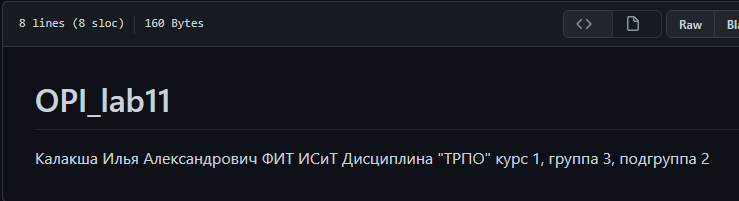 8 lines (8 sloc) 160 Bytes Raw
OPI_lab11
Калакша Илья Александрович ФИТ ИСиТ Дисциплина "ТРПО" курс 1, группа 3, подгруппа 2